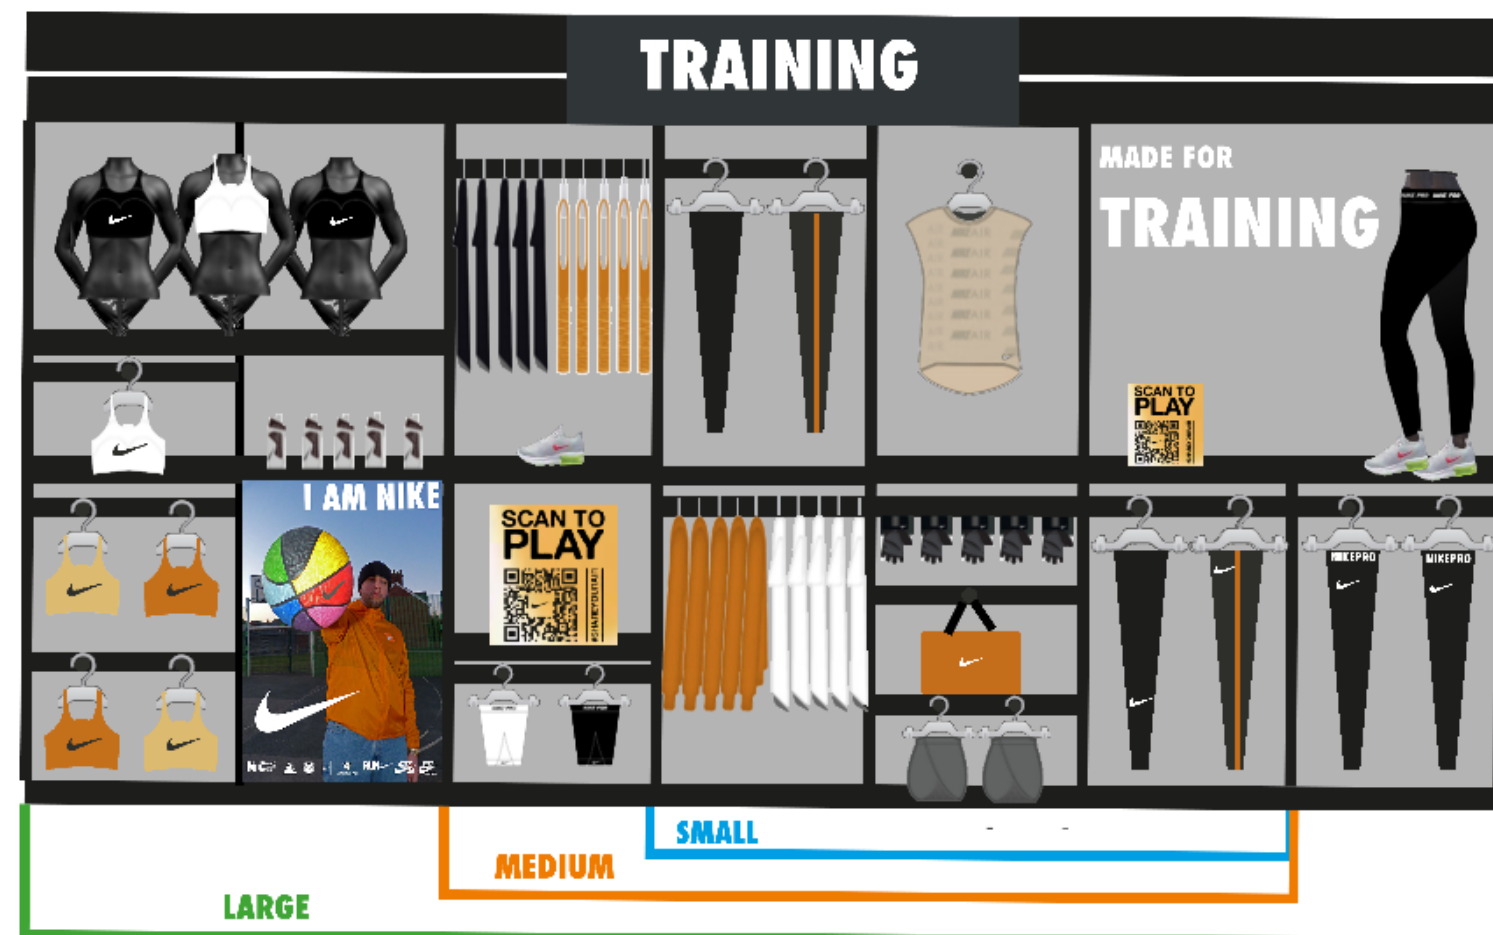 TRAINING
MADE FOR
TRAINING
SCAN TO
PLAY
I AM NIKE
SCAN TO
PLAY
NIKEPRO
NIKEPRO
SMALL
MEDIUM
LARGE